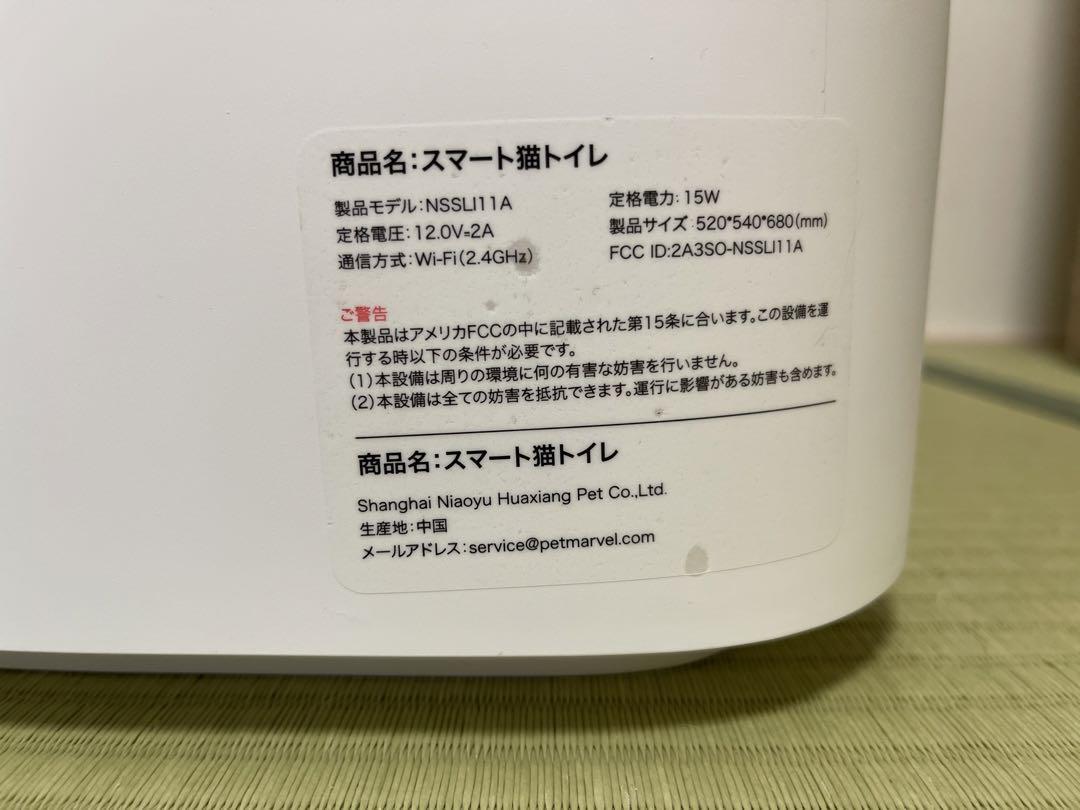 商品名:スマート猫トイレ
製品モデル:NSSLI11A
定格電力: 15W
定格電圧:12.0V⎓2A
製品サイズ: 520*540*680(mm)
通信方式:Wi-Fi(2.4GHz)
FCC ID:2A3SO-NSSLI11A
ご警告
本製品はアメリカFCCの中に記載された第15条に合います。この設備を運
行する時以下の条件が必要です。
(1)本設備は周りの環境に何の有害な妨害を行いません。
(2)本設備は全ての妨害を抵抗できます。運行に影響がある妨害も含めます。
商品名:スマート猫トイレ
Shanghai Niaoyu Huaxiang Pet Co.,Ltd.
生産地:中国
メールアドレス:service@petmarvel.com